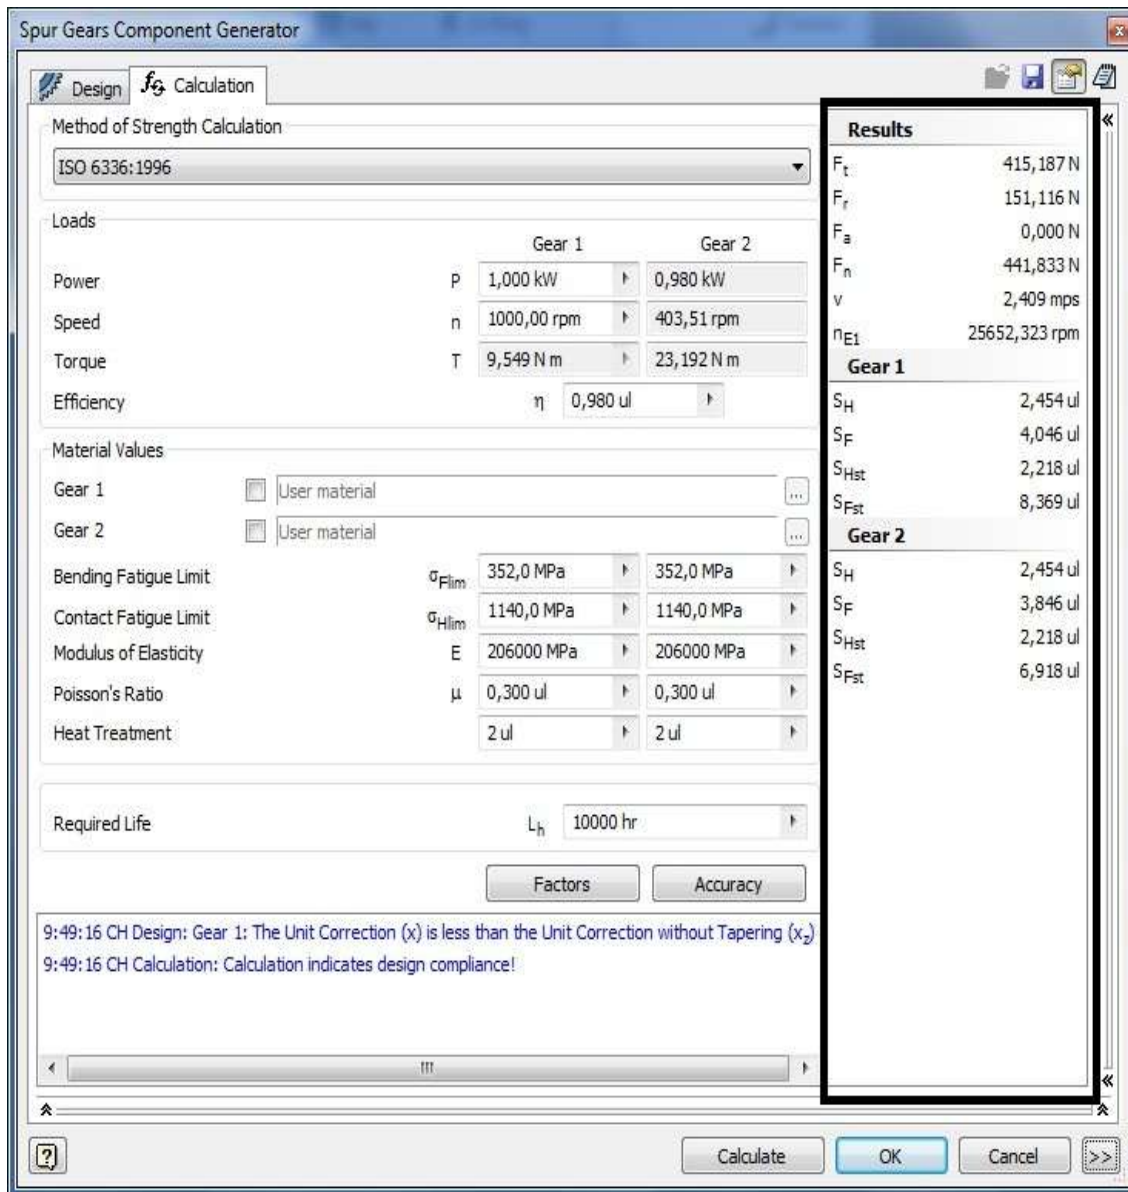 Spur Gears Component Generator
Design
fG Calculation
Method of Strength Calculation
ISO 6336:1996
Loads
Gear 1 Gear 2
Power P 1,000 kW 0,980 kW
Speed n 1000,00 rpm 403,51 rpm
Torque T 9,549 N m 23,192 N m
Efficiency η 0,980 ul
Material Values
Gear 1 User material ...
Gear 2 User material ...
Bending Fatigue Limit σFlim 352,0 MPa 352,0 MPa
Contact Fatigue Limit σHlim 1140,0 MPa 1140,0 MPa
Modulus of Elasticity E 206000 MPa 206000 MPa
Poisson's Ratio μ 0,300 ul 0,300 ul
Heat Treatment 2 ul 2 ul
Required Life Lh 10000 hr
Factors Accuracy
9:49:16 CH Design: Gear 1: The Unit Correction (x) is less than the Unit Correction without Tapering (xz)
9:49:16 CH Calculation: Calculation indicates design compliance!
Results
Ft 415,187 N
Fr 151,116 N
Fa 0,000 N
Fn 441,833 N
v 2,409 mps
nE1 25652,323 rpm
Gear 1
SH 2,454 ul
SF 4,046 ul
SHst 2,218 ul
SFst 8,369 ul
Gear 2
SH 2,454 ul
SF 3,846 ul
SHst 2,218 ul
SFst 6,918 ul
? Calculate OK Cancel >>